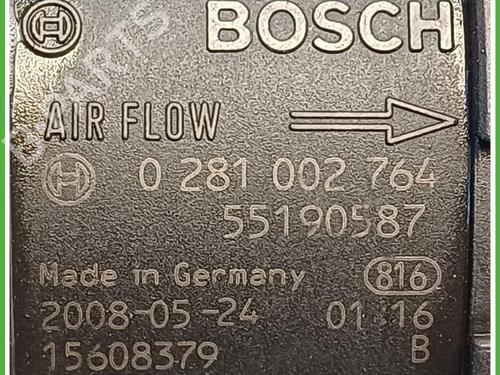 BOSCH
AIR FLOW
0 281 002 764
55190587
Made in Germany 816
2008-05-24 01:16
15608379 B